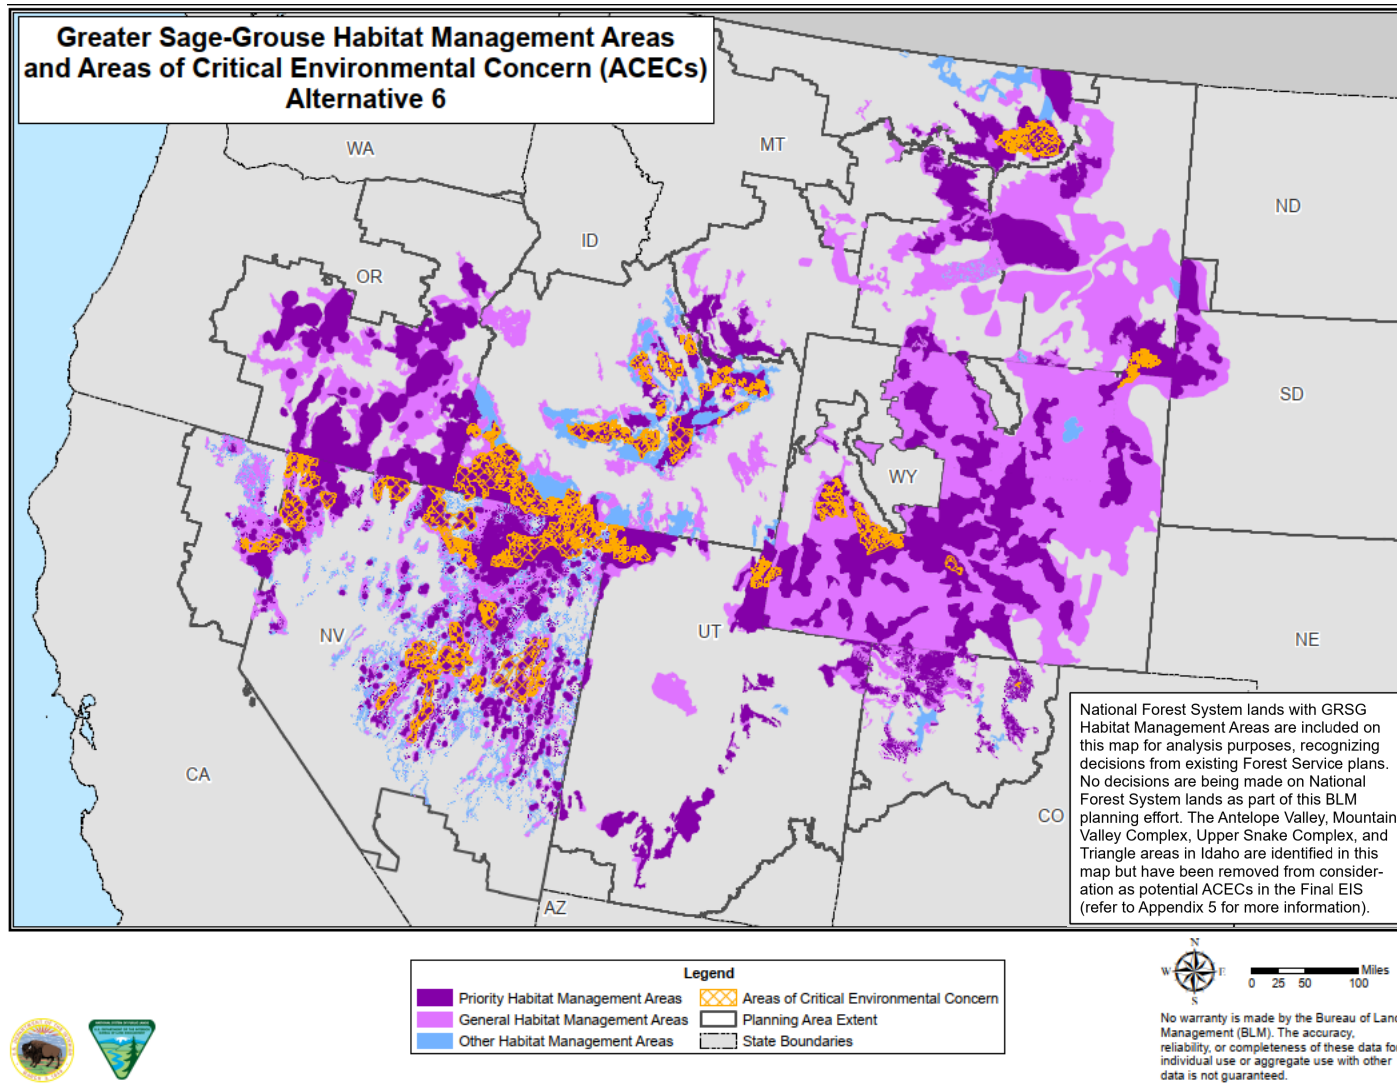 Greater Sage-Grouse Habitat Management Areas
and Areas of Critical Environmental Concern (ACECs)
Alternative 6
WA
MT
ND
ID
OR
SD
WY
NE
UT
NV
CA
CO
AZ
National Forest System lands with GRSG
Habitat Management Areas are included on
this map for analysis purposes, recognizing
decisions from existing Forest Service plans.
No decisions are being made on National
Forest System lands as part of this BLM
planning effort. The Antelope Valley, Mountain
Valley Complex, Upper Snake Complex, and
Triangle areas in Idaho are identified in this
map but have been removed from consider-
ation as potential ACECs in the Final EIS
(refer to Appendix 5 for more information).
Legend
Priority Habitat Management Areas
General Habitat Management Areas
Other Habitat Management Areas
Areas of Critical Environmental Concern
Planning Area Extent
State Boundaries
N
W E
S
Miles
0 25 50 100
No warranty is made by the Bureau of Land
Management (BLM). The accuracy,
reliability, or completeness of these data for
individual use or aggregate use with other
data is not guaranteed.